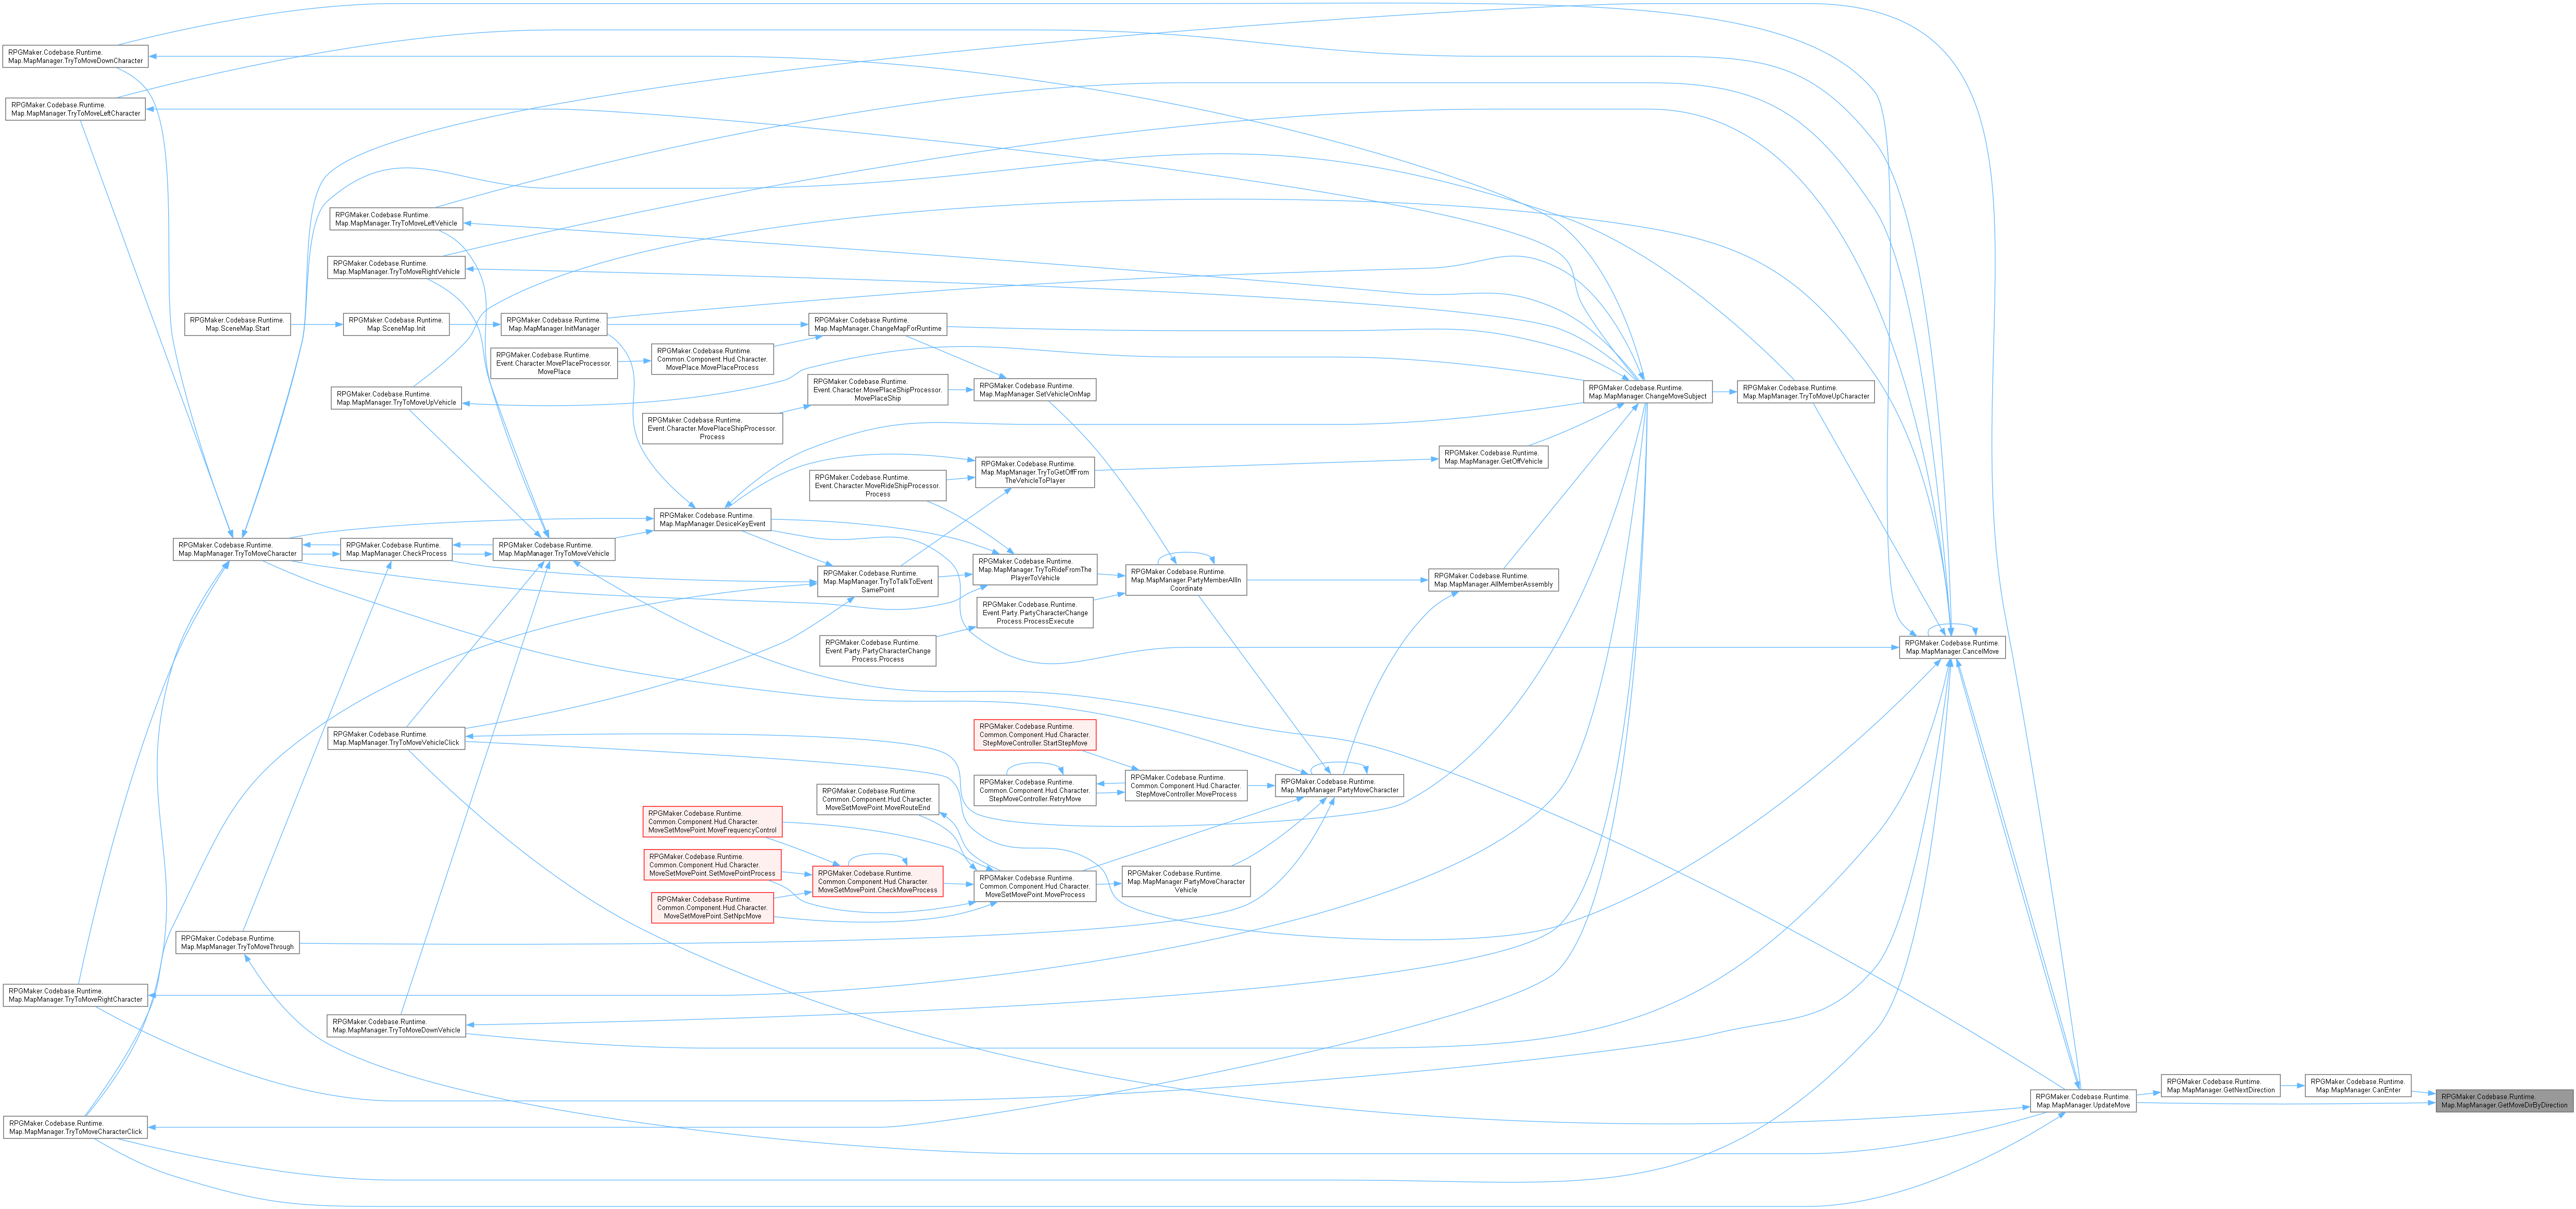 RPGMaker.Codebase.Runtime.
Map.MapManager.TryToMoveDownCharacter
RPGMaker.Codebase.Runtime.
Map.MapManager.TryToMoveLeftCharacter
RPGMaker.Codebase.Runtime.
Map.MapManager.TryToMoveLeftVehicle
RPGMaker.Codebase.Runtime.
Map.MapManager.TryToMoveRightVehicle
RPGMaker.Codebase.Runtime.
Map.SceneMap.Start
RPGMaker.Codebase.Runtime.
Map.SceneMap.Init
RPGMaker.Codebase.Runtime.
Map.MapManager.InitManager
RPGMaker.Codebase.Runtime.
Map.MapManager.ChangeMapForRuntime
RPGMaker.Codebase.Runtime.
Event.Character.MovePlaceProcessor.
MovePlace
RPGMaker.Codebase.Runtime.
Common.Component.Hud.Character.
MovePlace.MovePlaceProcess
RPGMaker.Codebase.Runtime.
Map.MapManager.TryToMoveUpVehicle
RPGMaker.Codebase.Runtime.
Event.Character.MovePlaceShipProcessor.
MovePlaceShip
RPGMaker.Codebase.Runtime.
Map.MapManager.SetVehicleOnMap
RPGMaker.Codebase.Runtime.
Map.MapManager.ChangeMoveSubject
RPGMaker.Codebase.Runtime.
Map.MapManager.TryToMoveUpCharacter
RPGMaker.Codebase.Runtime.
Event.Character.MovePlaceShipProcessor.
Process
RPGMaker.Codebase.Runtime.
Map.MapManager.GetOffVehicle
RPGMaker.Codebase.Runtime.
Map.MapManager.TryToGetOffFrom
TheVehicleToPlayer
RPGMaker.Codebase.Runtime.
Event.Character.MoveRideShipProcessor.
Process
RPGMaker.Codebase.Runtime.
Map.MapManager.DesiceKeyEvent
RPGMaker.Codebase.Runtime.
Map.MapManager.TryToMoveCharacter
RPGMaker.Codebase.Runtime.
Map.MapManager.CheckProcess
RPGMaker.Codebase.Runtime.
Map.MapManager.TryToMoveVehicle
RPGMaker.Codebase.Runtime.
Map.MapManager.TryToTalkToEvent
SamePoint
RPGMaker.Codebase.Runtime.
Map.MapManager.TryToRideFromThe
PlayerToVehicle
RPGMaker.Codebase.Runtime.
Map.MapManager.PartyMemberAllIn
Coordinate
RPGMaker.Codebase.Runtime.
Map.MapManager.AllMemberAssembly
RPGMaker.Codebase.Runtime.
Event.Party.PartyCharacterChange
Process.ProcessExecute
RPGMaker.Codebase.Runtime.
Event.Party.PartyCharacterChange
Process.Process
RPGMaker.Codebase.Runtime.
Map.MapManager.CancelMove
RPGMaker.Codebase.Runtime.
Map.MapManager.TryToMoveVehicleClick
RPGMaker.Codebase.Runtime.
Common.Component.Hud.Character.
StepMoveController.StartStepMove
RPGMaker.Codebase.Runtime.
Common.Component.Hud.Character.
StepMoveController.RetryMove
RPGMaker.Codebase.Runtime.
Common.Component.Hud.Character.
StepMoveController.MoveProcess
RPGMaker.Codebase.Runtime.
Map.MapManager.PartyMoveCharacter
RPGMaker.Codebase.Runtime.
Common.Component.Hud.Character.
MoveSetMovePoint.MoveRouteEnd
RPGMaker.Codebase.Runtime.
Common.Component.Hud.Character.
MoveSetMovePoint.MoveFrequencyControl
RPGMaker.Codebase.Runtime.
Common.Component.Hud.Character.
MoveSetMovePoint.SetMovePointProcess
RPGMaker.Codebase.Runtime.
Common.Component.Hud.Character.
MoveSetMovePoint.CheckMoveProcess
RPGMaker.Codebase.Runtime.
Common.Component.Hud.Character.
MoveSetMovePoint.MoveProcess
RPGMaker.Codebase.Runtime.
Map.MapManager.PartyMoveCharacter
Vehicle
RPGMaker.Codebase.Runtime.
Common.Component.Hud.Character.
MoveSetMovePoint.SetNpcMove
RPGMaker.Codebase.Runtime.
Map.MapManager.TryToMoveThrough
RPGMaker.Codebase.Runtime.
Map.MapManager.TryToMoveRightCharacter
RPGMaker.Codebase.Runtime.
Map.MapManager.TryToMoveDownVehicle
RPGMaker.Codebase.Runtime.
Map.MapManager.TryToMoveCharacterClick
RPGMaker.Codebase.Runtime.
Map.MapManager.UpdateMove
RPGMaker.Codebase.Runtime.
Map.MapManager.GetNextDirection
RPGMaker.Codebase.Runtime.
Map.MapManager.CanEnter
RPGMaker.Codebase.Runtime.
Map.MapManager.GetMoveDirByDirection